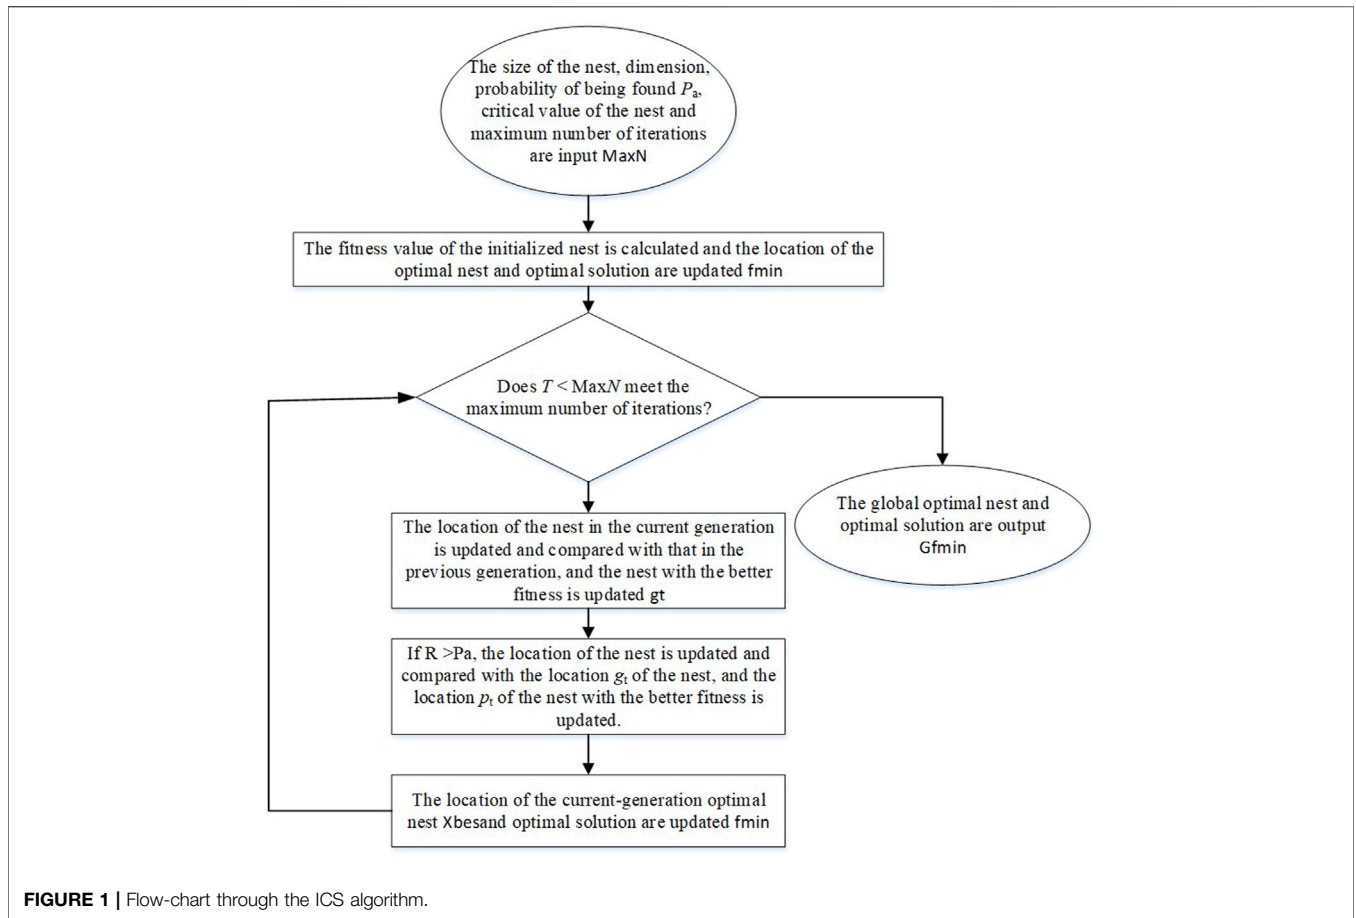 The size of the nest, dimension,
probability of being found Pa,
critical value of the nest and
maximum number of iterations
are input MaxN
The fitness value of the initialized nest is calculated and the location of the
optimal nest and optimal solution are updated fmin
Does T < MaxN meet the
maximum number of iterations?
The location of the nest in the current generation
is updated and compared with that in the
previous generation, and the nest with the better
fitness is updated gt
The global optimal nest and
optimal solution are output
Gfmin
If R >Pa, the location of the nest is updated and
compared with the location gt of the nest, and the
location pt of the nest with the better fitness is
updated.
The location of the current-generation optimal
nest Xbesand optimal solution are updated fmin
FIGURE 1 | Flow-chart through the ICS algorithm.